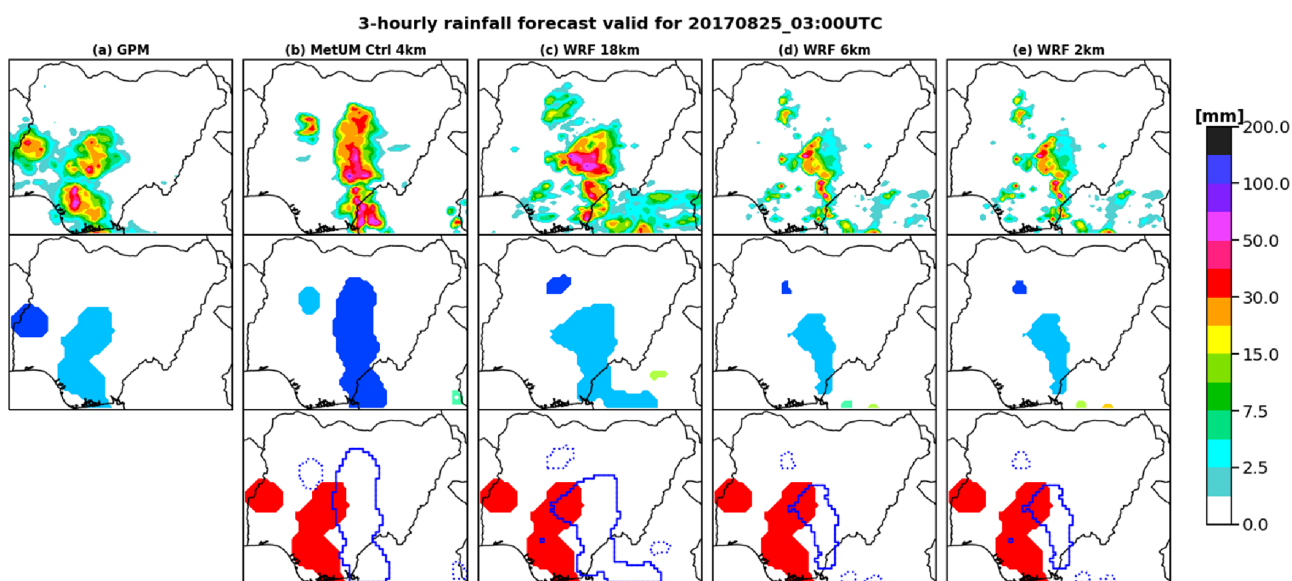 3-hourly rainfall forecast valid for 20170825_03:00UTC
(a) GPM
(b) MetUM Ctrl 4km
(c) WRF 18km
(d) WRF 6km
(e) WRF 2km
[mm]
200.0
100.0
50.0
30.0
15.0
7.5
2.5
0.0